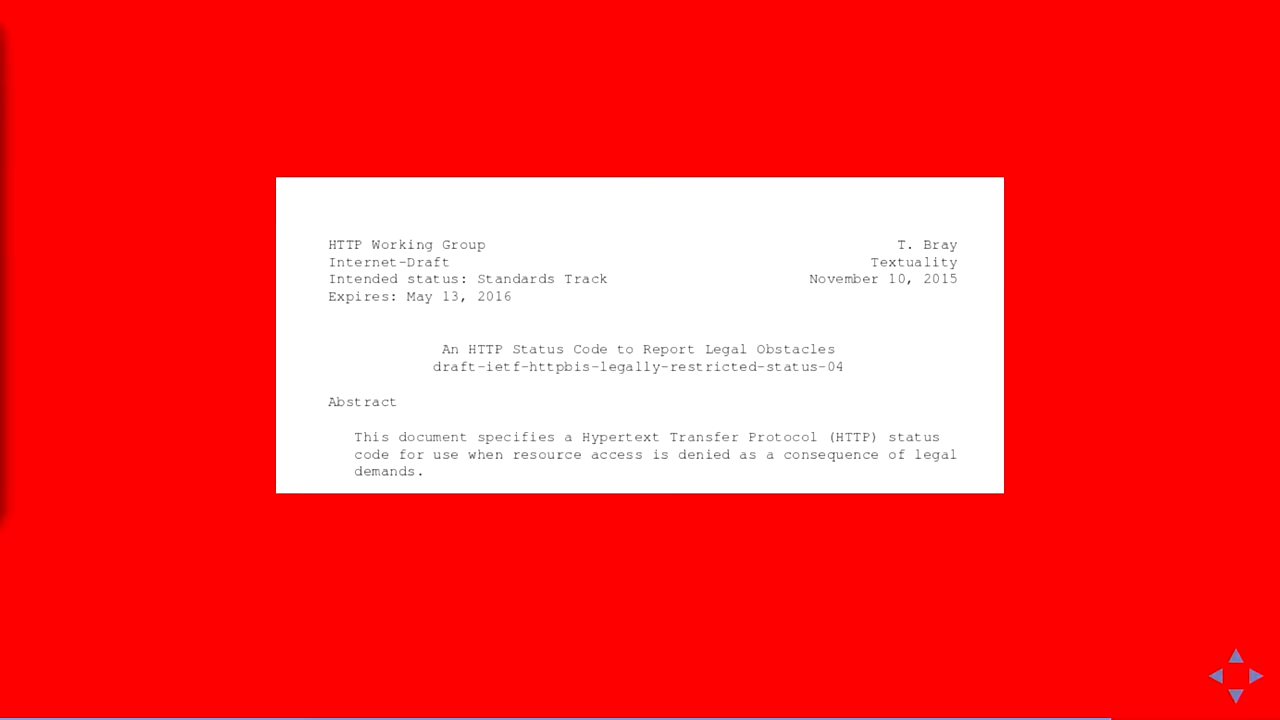 HTTP Working Group T. Bray
Internet-Draft Textuality
Intended status: Standards Track November 10, 2015
Expires: May 13, 2016
An HTTP Status Code to Report Legal Obstacles
draft-ietf-httpbis-legally-restricted-status-04
Abstract
This document specifies a Hypertext Transfer Protocol (HTTP) status
code for use when resource access is denied as a consequence of legal
demands.